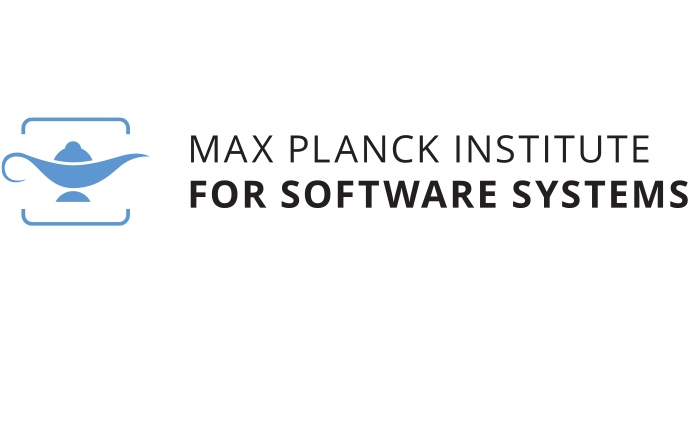 MAX PLANCK INSTITUTE
FOR SOFTWARE SYSTEMS